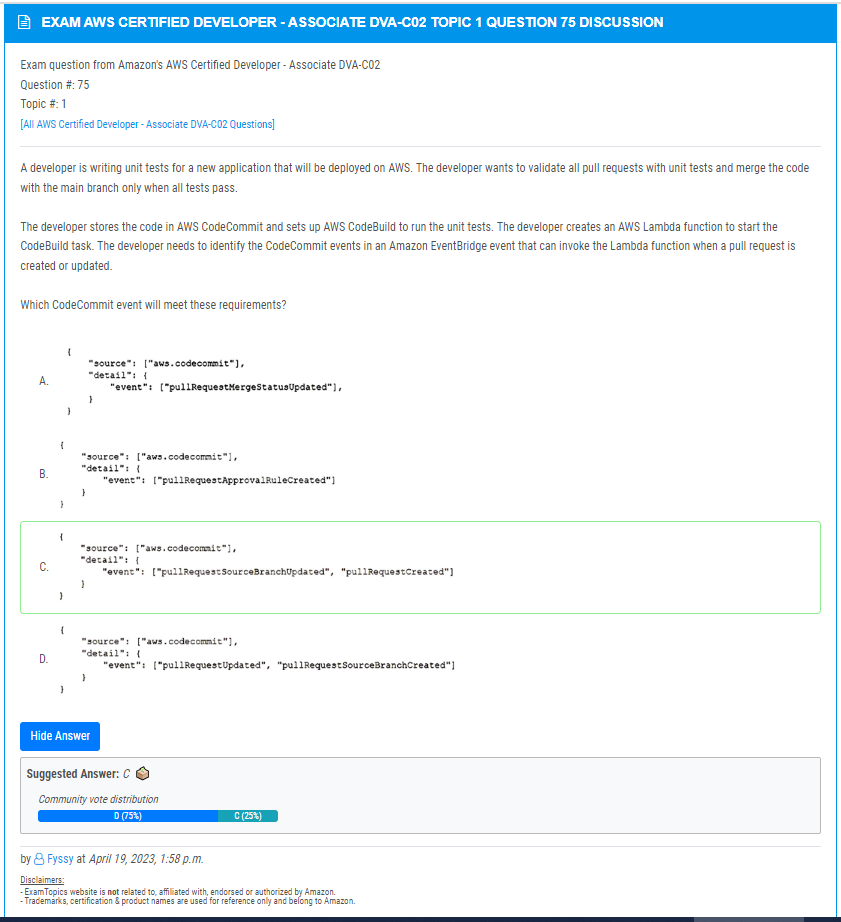 EXAM AWS CERTIFIED DEVELOPER - ASSOCIATE DVA-C02 TOPIC 1 QUESTION 75 DISCUSSION
Exam question from Amazon's AWS Certified Developer - Associate DVA-C02
Question #: 75
Topic #: 1
[All AWS Certified Developer - Associate DVA-C02 Questions]
A developer is writing unit tests for a new application that will be deployed on AWS. The developer wants to validate all pull requests with unit tests and merge the code
with the main branch only when all tests pass.
The developer stores the code in AWS CodeCommit and sets up AWS CodeBuild to run the unit tests. The developer creates an AWS Lambda function to start the
CodeBuild task. The developer needs to identify the CodeCommit events in an Amazon EventBridge event that can invoke the Lambda function when a pull request is
created or updated.
Which CodeCommit event will meet these requirements?
A.
{
"source": ["aws.codecommit"],
"detail": {
"event": ["pullRequestMergeStatusUpdated"],
}
}
B.
{
"source": ["aws.codecommit"],
"detail": {
"event": ["pullRequestApprovalRuleCreated"]
}
}
C.
{
"source": ["aws.codecommit"],
"detail": {
"event": ["pullRequestSourceBranchUpdated", "pullRequestCreated"]
}
}
D.
{
"source": ["aws.codecommit"],
"detail": {
"event": ["pullRequestUpdated", "pullRequestSourceBranchCreated"]
}
}
Hide Answer
Suggested Answer: C
Community vote distribution
D (75%) C (25%)
by Fyssy at April 19, 2023, 1:58 p.m.
Disclaimers:
- ExamTopics website is not related to, affiliated with, endorsed or authorized by Amazon.
- Trademarks, certification & product names are used for reference only and belong to Amazon.